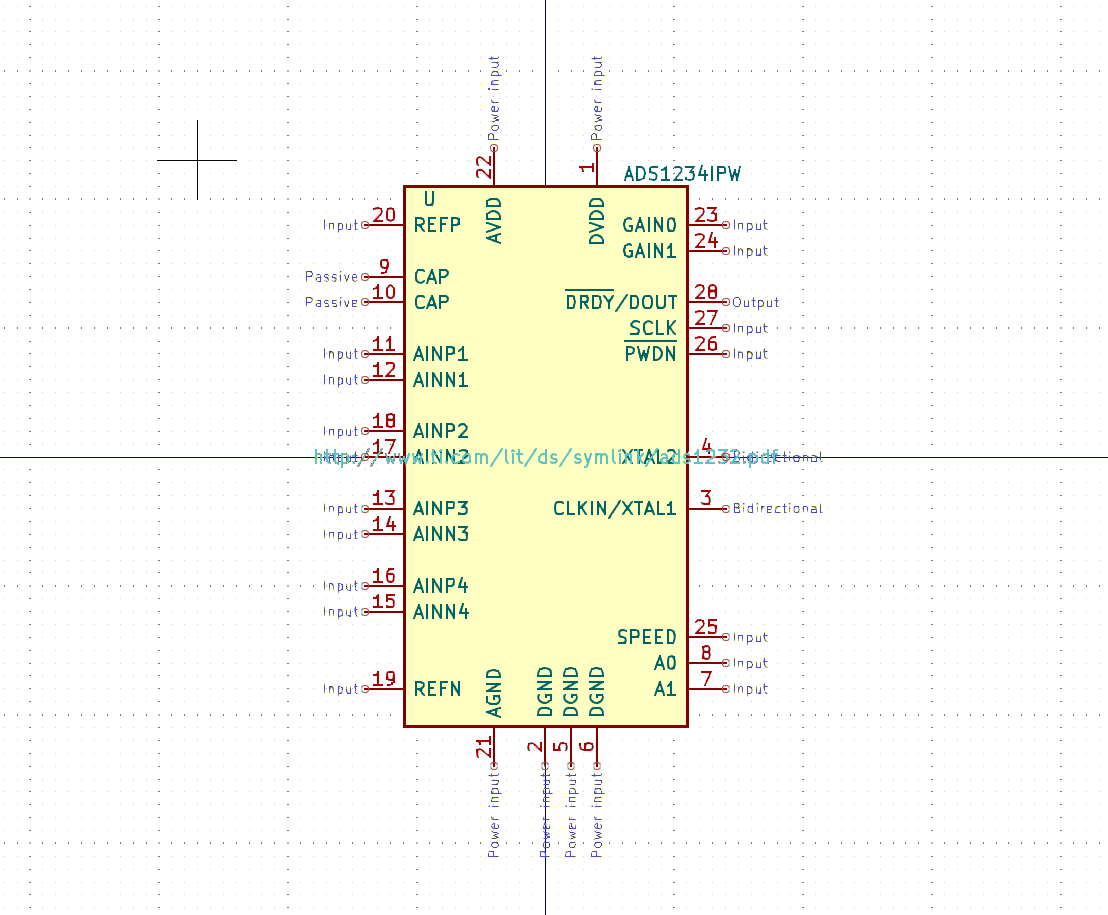 Power input
Power input
22
1
ADS1234IPW
U
AVDD
DVDD
Input 20 REFP
GAIN0 23 Input
GAIN1 24 Input
Passive 9 CAP
Passive 10 CAP
DRDY/DOUT 28 Output
SCLK 27 Input
PWDN 26 Input
Input 11 AINP1
Input 12 AINN1
Input 18 AINP2
Input 17 AINN2
XTAL2 4 Bidirectional
http://www.ti.com/lit/ds/symlink/ads1232.pdf
Input 13 AINP3
CLKIN/XTAL1 3 Bidirectional
Input 14 AINN3
Input 16 AINP4
Input 15 AINN4
SPEED 25 Input
A0 8 Input
Input 19 REFN
A1 7 Input
AGND
DGND
DGND
DGND
21
2
5
6
Power input
Power input
Power input
Power input